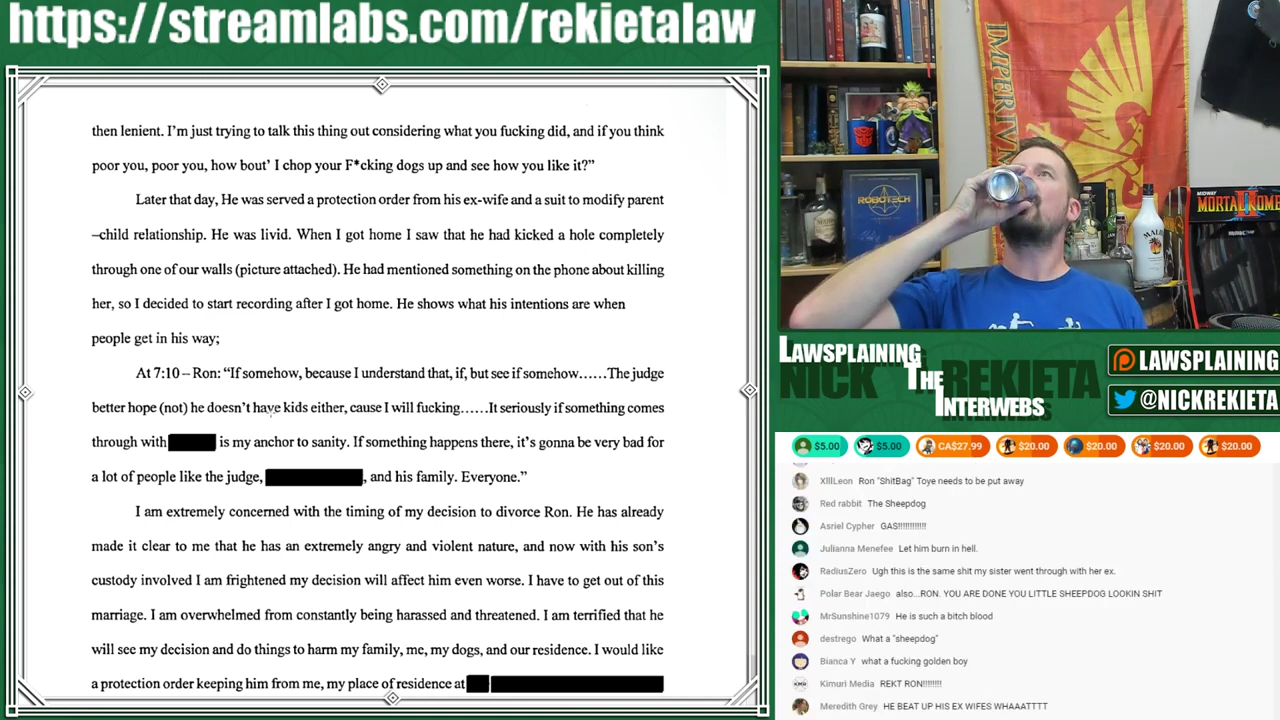 https://streamlabs.com/rekietalaw
then lenient. I'm just trying to talk this thing out considering what you fucking did, and if you think
poor you, poor you, how bout' I chop your F*cking dogs up and see how you like it?”
Later that day, He was served a protection order from his ex-wife and a suit to modify parent
–child relationship. He was livid. When I got home I saw that he had kicked a hole completely
through one of our walls (picture attached). He had mentioned something on the phone about killing
her, so I decided to start recording after I got home. He shows what his intentions are when
people get in his way;
At 7:10 – Ron: “If somehow, because I understand that, if, but see if somehow……The judge
better hope (not) he doesn't have kids either, cause I will fucking……It seriously if something comes
through with is my anchor to sanity. If something happens there, it's gonna be very bad for
a lot of people like the judge, , and his family. Everyone.”
I am extremely concerned with the timing of my decision to divorce Ron. He has already
made it clear to me that he has an extremely angry and violent nature, and now with his son's
custody involved I am frightened my decision will affect him even worse. I have to get out of this
marriage. I am overwhelmed from constantly being harassed and threatened. I am terrified that he
will see my decision and do things to harm my family, me, my dogs, and our residence. I would like
a protection order keeping him from me, my place of residence at
IMPERIVM
ROBOTECH
MIDWAY
MORTAL KOMB
II
LAWSPLAINING
THE
INTERWEBS
NICK REKIETA
LAWSPLAINING
@NICKREKIETA
$5.00 $5.00 CA$27.99 $20.00 $20.00 $20.00 $20.00
XIIILeon Ron "ShitBag" Toye needs to be put away
Red rabbit The Sheepdog
Asriel Cypher GAS!!!!!!!!!!!!
Julianna Menefee Let him burn in hell.
RadiusZero Ugh this is the same shit my sister went through with her ex.
Polar Bear Jaego also...RON. YOU ARE DONE YOU LITTLE SHEEPDOG LOOKIN SHIT
MrSunshine1079 He is such a bitch blood
destrego What a "sheepdog"
Bianca Y what a fucking golden boy
Kimuri Media REKT RON!!!!!!!!
Meredith Grey HE BEAT UP HIS EX WIFES WHAAATTTT